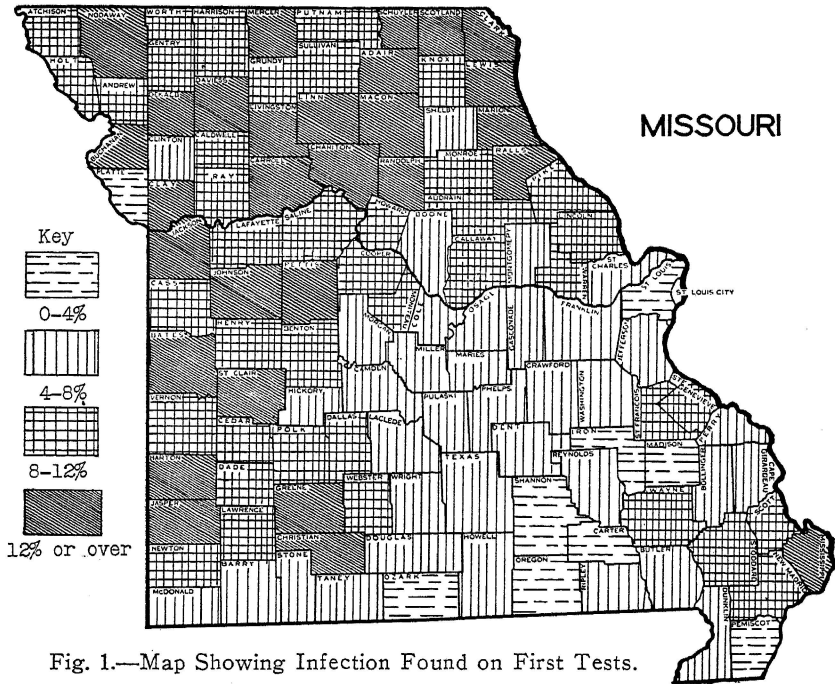 MISSOURI
ATCHISON
NODAWAY
WORTH
HARRISON
MERCER
PUTNAM
SCHUYLER
SCOTLAND
CLARK
HOLT
GENTRY
GRUNDY
SULLIVAN
ADAIR
KNOX
LEWIS
ANDREW
DEKALB
DAVIESS
LIVINGSTON
LINN
MACON
SHELBY
MARION
BUCHANAN
CLINTON
CALDWELL
CHARITON
RANDOLPH
MONROE
RALLS
PLATTE
CLAY
RAY
CARROLL
AUDRAIN
PIKE
JACKSON
LAFAYETTE
SALINE
HOWARD
BOONE
CALLAWAY
MONTGOMERY
LINCOLN
WARREN
ST CHARLES
ST LOUIS
ST LOUIS CITY
CASS
JOHNSON
PETTIS
COOPER
MORGAN
COLE
OSAGE
GASCONADE
FRANKLIN
JEFFERSON
BATES
HENRY
BENTON
MILLER
MARIES
CRAWFORD
WASHINGTON
ST FRANCOIS
STE GENEVIEVE
PERRY
VERNON
ST CLAIR
HICKORY
CAMDEN
PULASKI
PHELPS
CEDAR
POLK
DALLAS
LACLEDE
DENT
IRON
MADISON
BOLLINGER
CAPE GIRARDEAU
BARTON
DADE
GREENE
WEBSTER
WRIGHT
TEXAS
SHANNON
REYNOLDS
WAYNE
SCOTT
JASPER
LAWRENCE
CHRISTIAN
DOUGLAS
HOWELL
CARTER
BUTLER
STODDARD
MISSISSIPPI
NEWTON
BARRY
STONE
TANEY
OZARK
OREGON
RIPLEY
NEW MADRID
MCDONALD
DUNKLIN
PEMISCOT
Key
0-4%
4-8%
8-12%
12% or over
Fig. 1.—Map Showing Infection Found on First Tests.